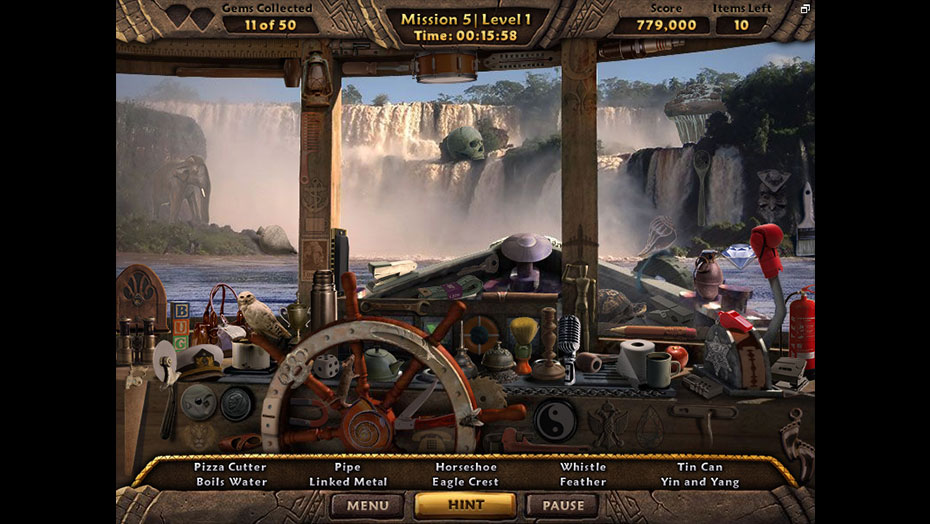 Gems Collected
11 of 50
Mission 5| Level 1
Time: 00:15:58
Score
779,000
Items Left
10
B
U
G
Pizza Cutter
Pipe
Horseshoe
Whistle
Tin Can
Boils Water
Linked Metal
Eagle Crest
Feather
Yin and Yang
MENU
HINT
PAUSE